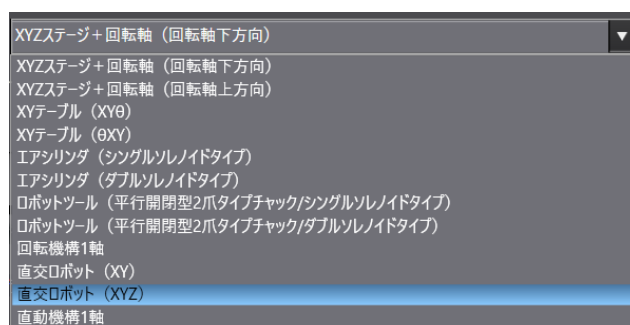 XYZステージ＋回転軸（回転軸下方向）
XYZステージ＋回転軸（回転軸下方向）
XYZステージ＋回転軸（回転軸上方向）
XYテーブル（XYθ）
XYテーブル（θXY）
エアシリンダ（シングルソレノイドタイプ）
エアシリンダ（ダブルソレノイドタイプ）
ロボットツール（平行開閉型2爪タイプチャック/シングルソレノイドタイプ）
ロボットツール（平行開閉型2爪タイプチャック/ダブルソレノイドタイプ）
回転機構1軸
直交ロボット（XY）
直交ロボット（XYZ）
直動機構1軸